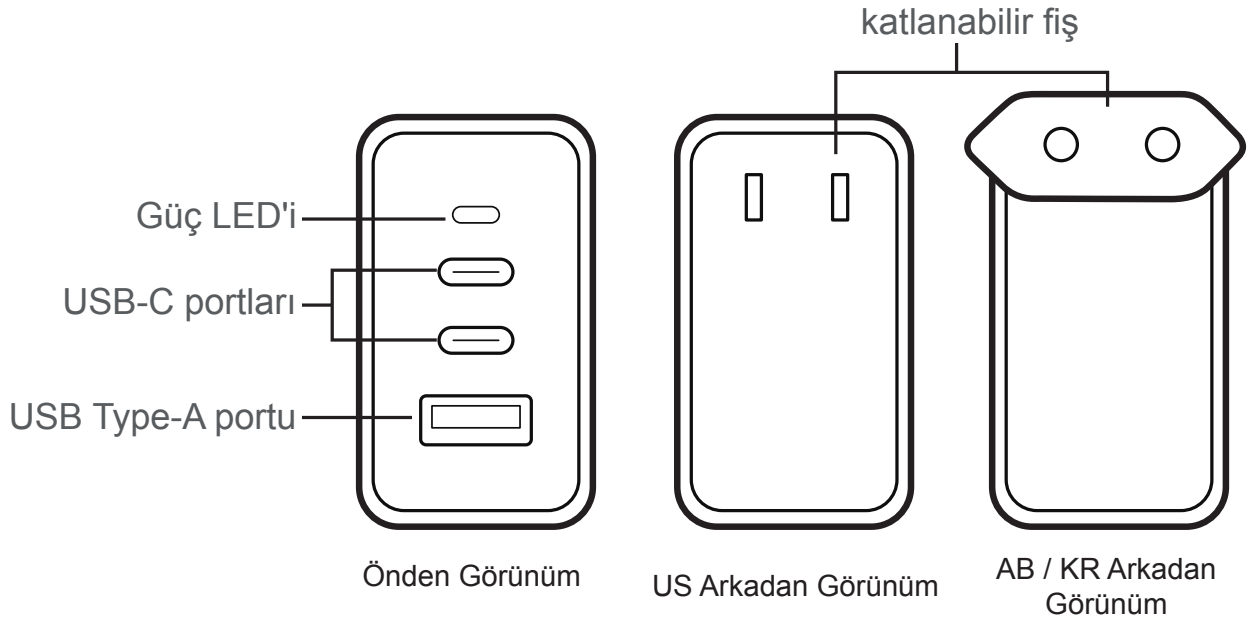 katlanabilir fiş
Güç LED'i
USB-C portları
USB Type-A portu
Önden Görünüm
US Arkadan Görünüm
AB / KR Arkadan
Görünüm